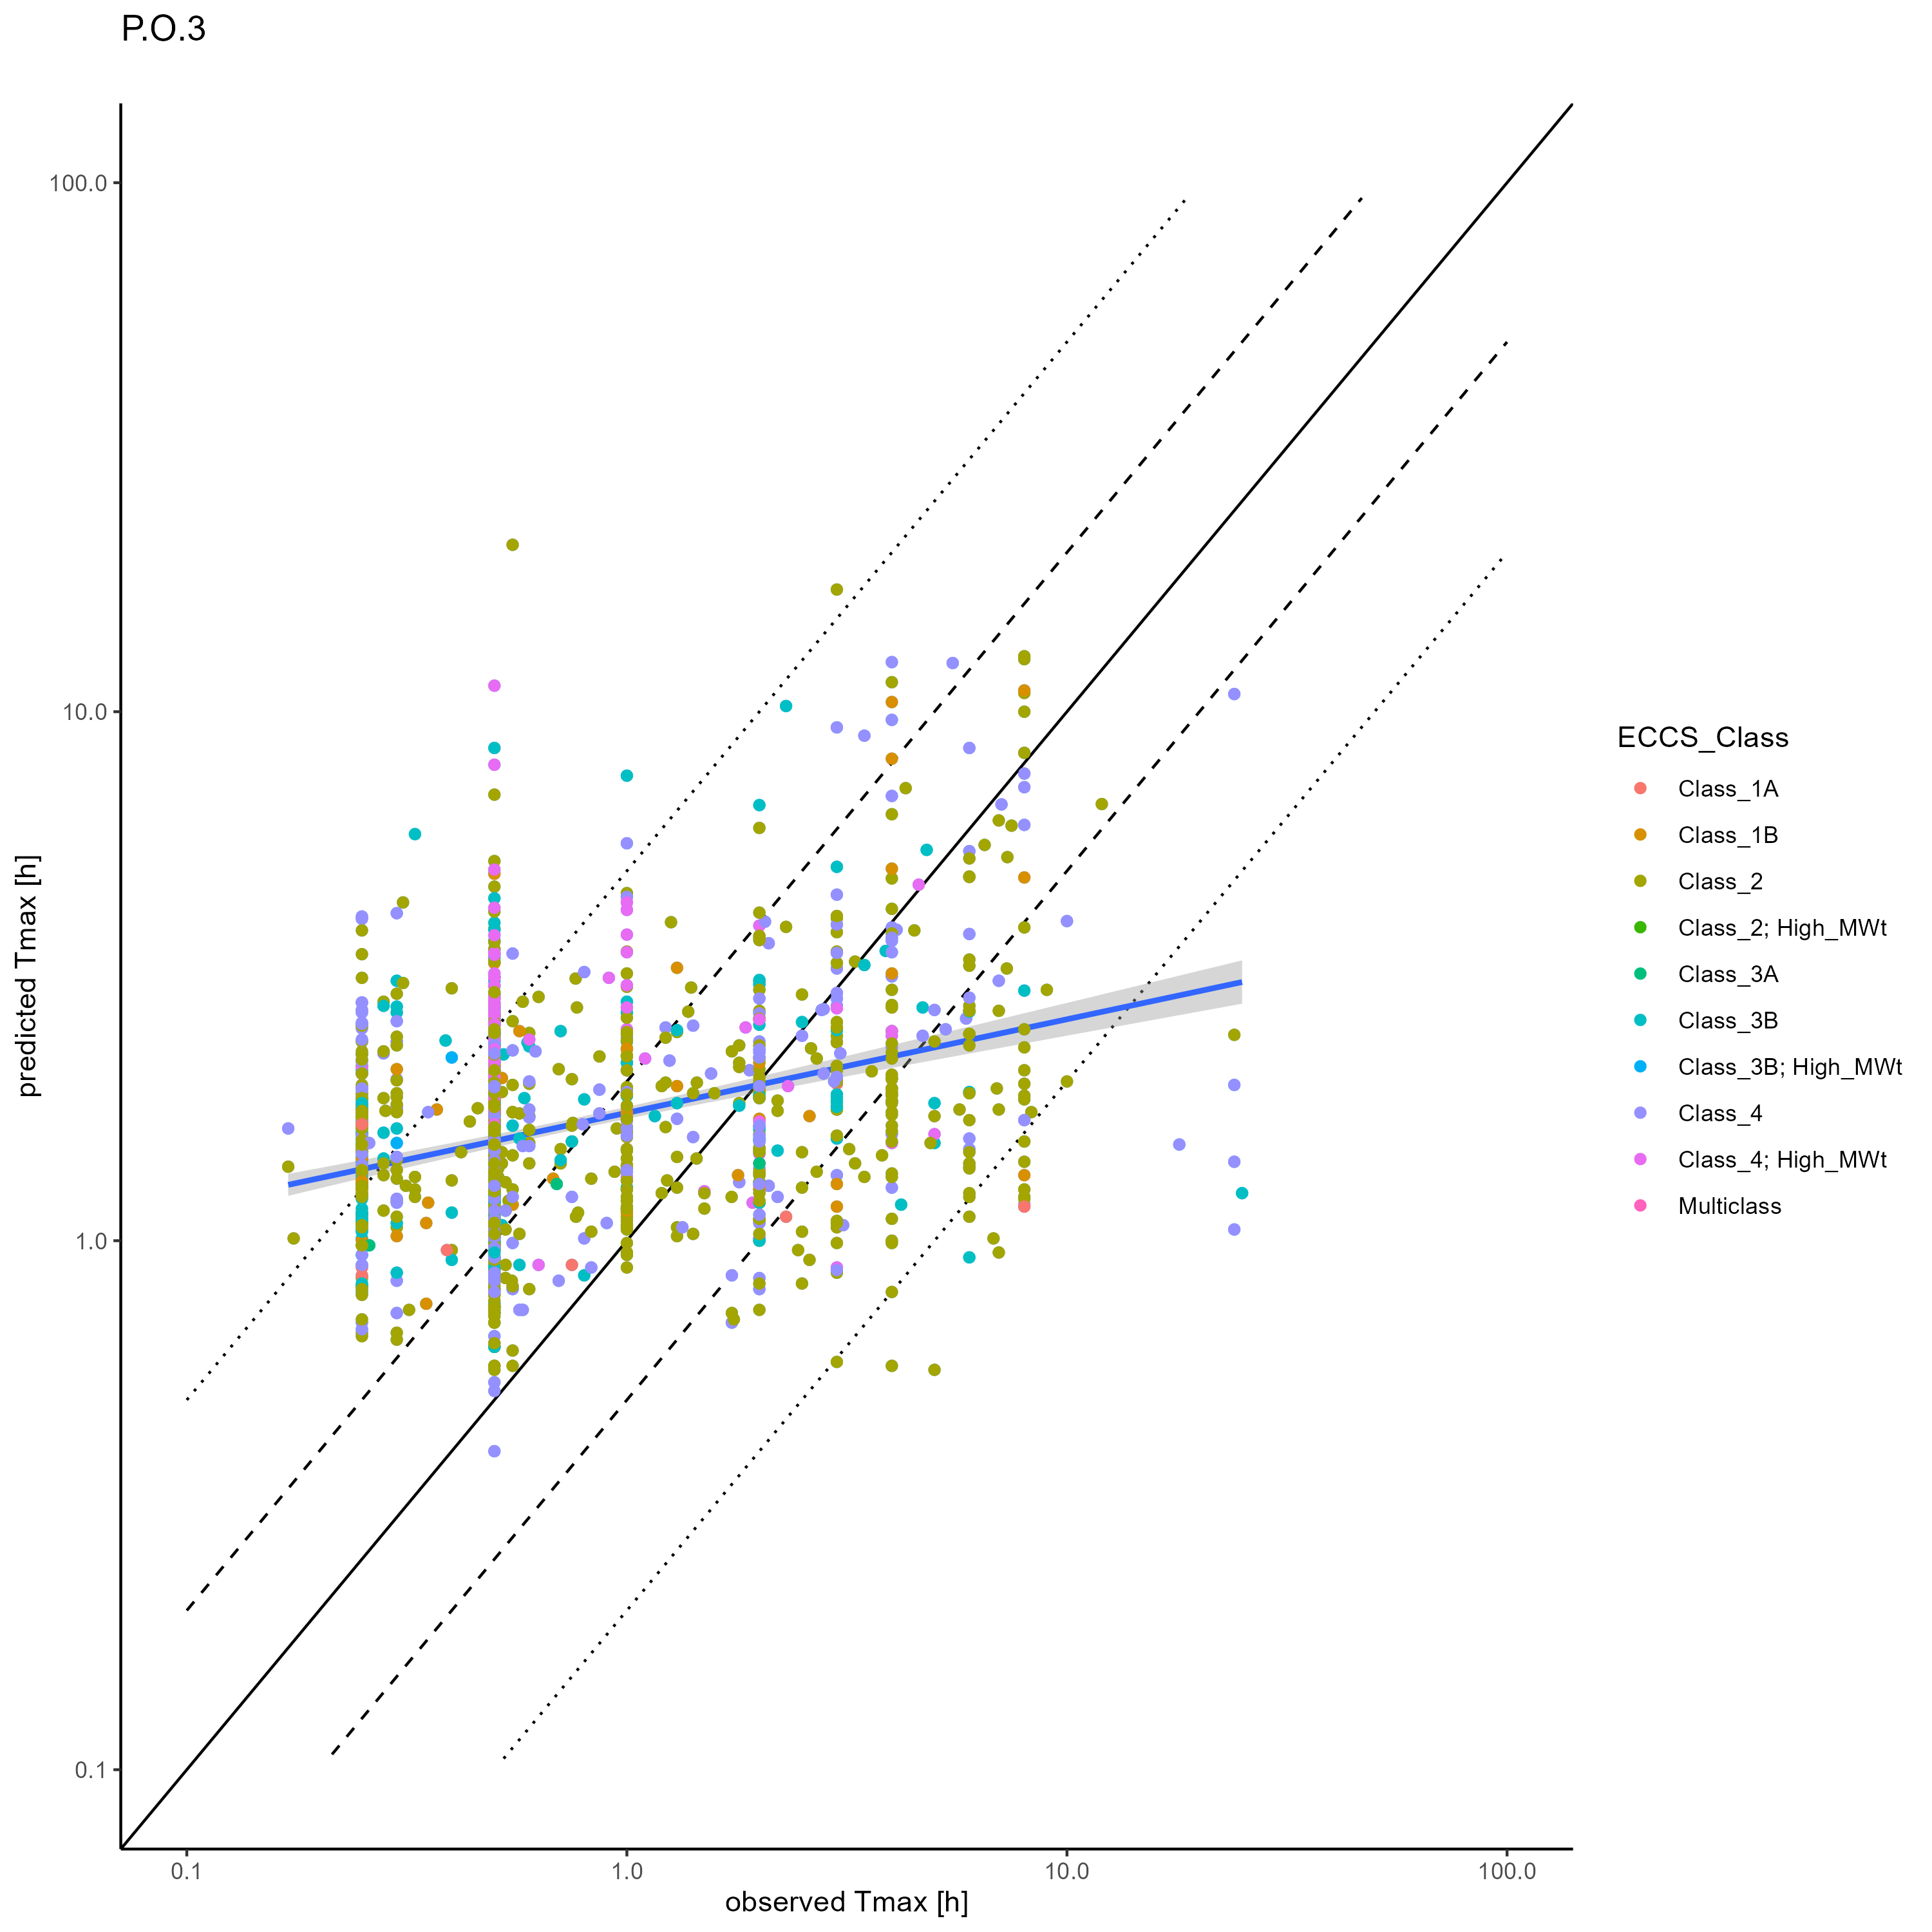 P.O.3
100.0
10.0
1.0
0.1
predicted Tmax [h]
0.1
1.0
10.0
100.0
observed Tmax [h]
ECCS_Class
Class_1A
Class_1B
Class_2
Class_2; High_MWt
Class_3A
Class_3B
Class_3B; High_MWt
Class_4
Class_4; High_MWt
Multiclass